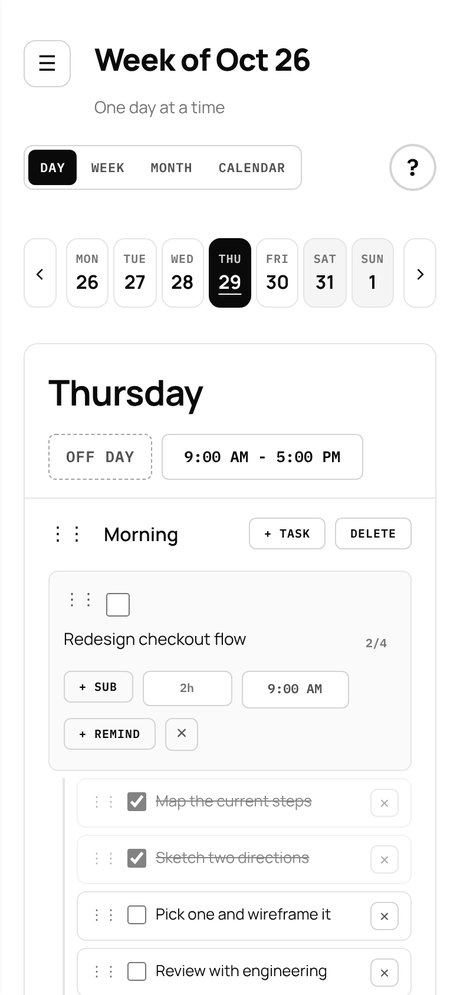 Week of Oct 26
One day at a time
DAY WEEK MONTH CALENDAR ?
MON TUE WED THU FRI SAT SUN
26 27 28 29 30 31 1
Thursday
OFF DAY 9:00 AM - 5:00 PM
Morning + TASK DELETE
Redesign checkout flow 2/4
+ SUB 2h 9:00 AM
+ REMIND ×
Map the current steps ×
Sketch two directions ×
Pick one and wireframe it ×
Review with engineering ×